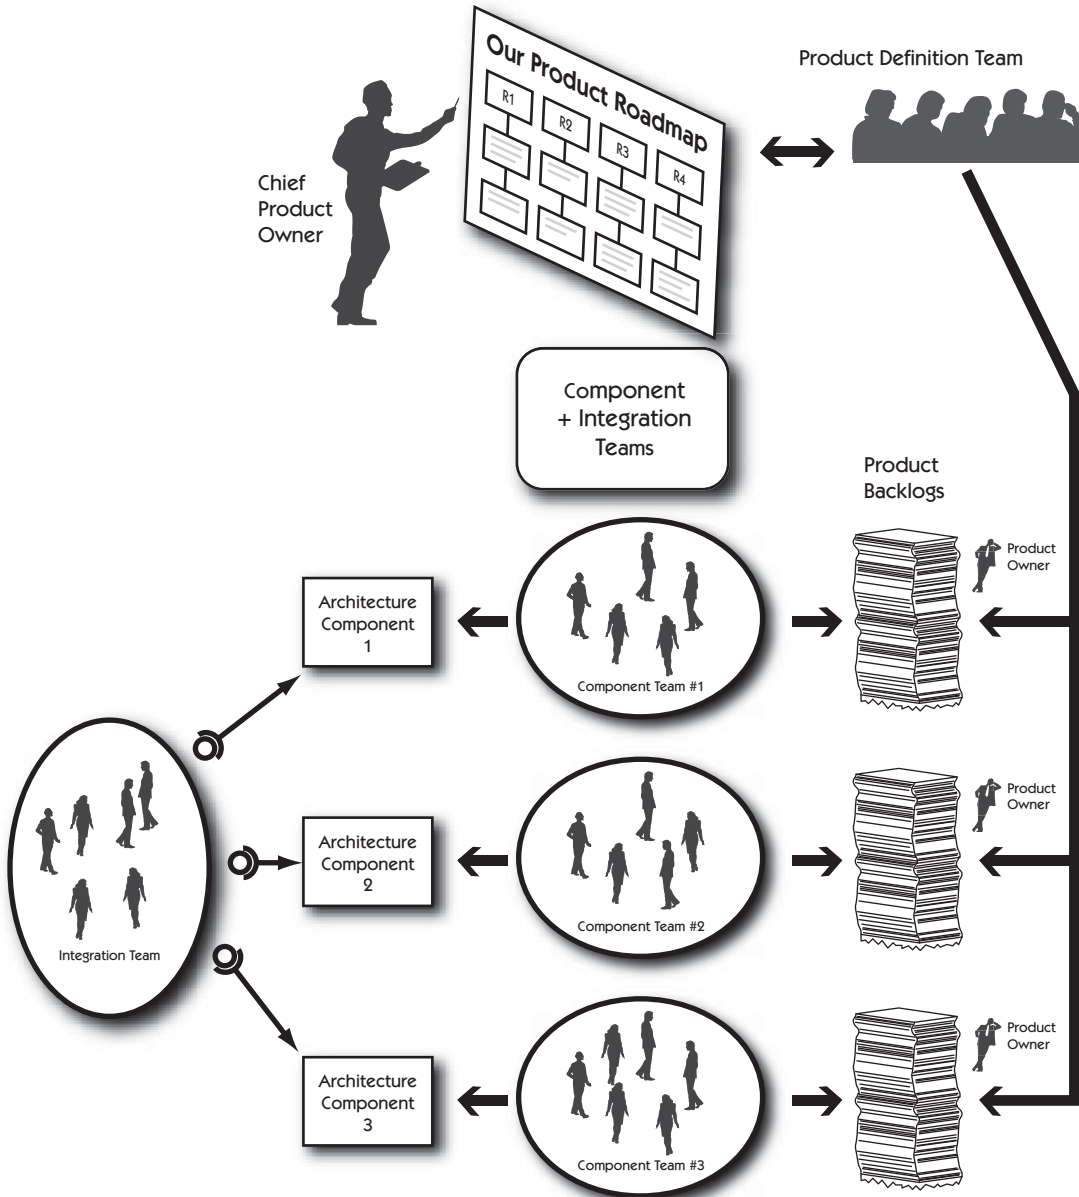 Our Product Roadmap
R1
R2
R3
R4
Product Definition Team
Chief
Product
Owner
Component
+ Integration
Teams
Product
Backlogs
Architecture
Component
1
Component Team #1
Product
Owner
Integration Team
Architecture
Component
2
Component Team #2
Product
Owner
Architecture
Component
3
Component Team #3
Product
Owner